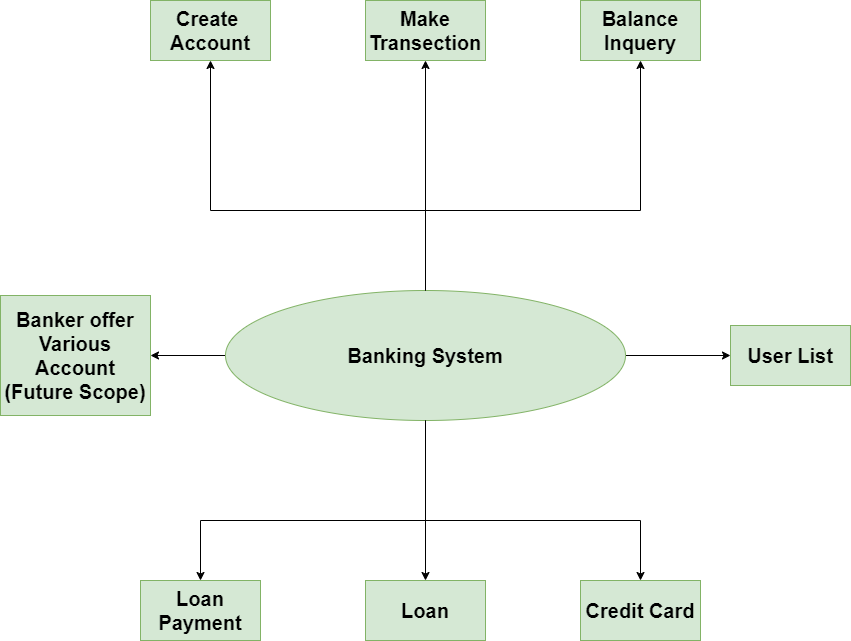 Create
Account
Make
Transection
Balance
Inquery
Banker offer
Various
Account
(Future Scope)
Banking System
User List
Loan
Payment
Loan
Credit Card